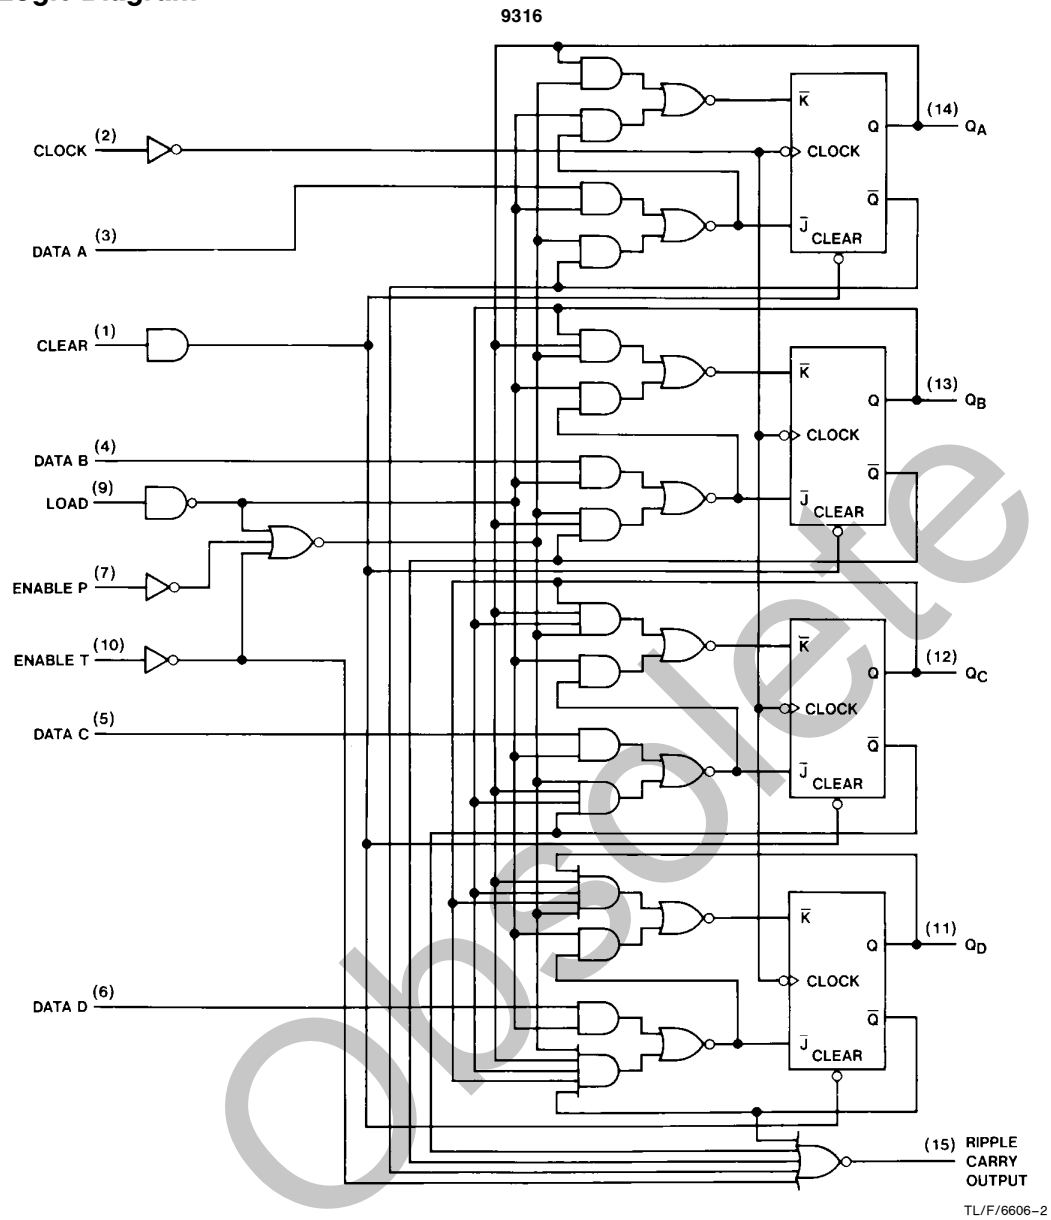 9316
K̅
(14)
Q
Q_A
(2)
CLOCK
CLOCK
Q̅
(3)
J̅
DATA A
CLEAR
(1)
CLEAR
K̅
(13)
Q
Q_B
CLOCK
(4)
DATA B
Q̅
(9)
LOAD
J̅
CLEAR
(7)
ENABLE P
K̅
(10)
ENABLE T
(12)
Q
Q_C
CLOCK
(5)
DATA C
Q̅
J̅
CLEAR
K̅
(11)
Q
Q_D
CLOCK
(6)
DATA D
Q̅
J̅
CLEAR
(15)
RIPPLE
CARRY
OUTPUT
TL/F/6606–2
Obsolete